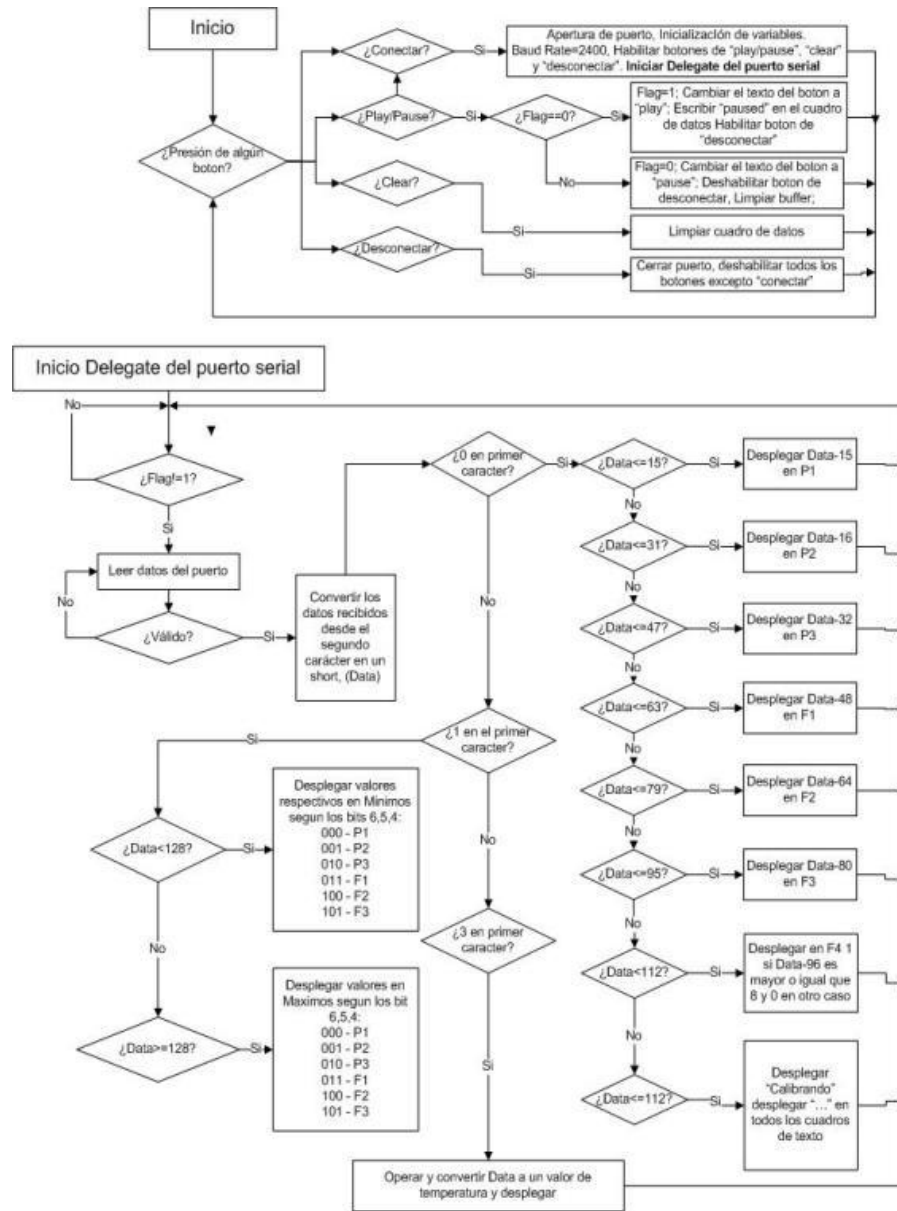 Inicio
¿Conectar?
Si
Apertura de puerto, Inicialización de variables.
Baud Rate=2400, Habilitar botones de "play/pause", "clear"
y "desconectar". Iniciar Delegate del puerto serial
¿Presión de algún
boton?
¿Play/Pause?
Si
¿Flag==0?
Si
Flag=1; Cambiar el texto del boton a
"play"; Escribir "paused" en el cuadro
de datos Habilitar boton de
"desconectar"
No
Flag=0; Cambiar el texto del boton a
"pause"; Deshabilitar boton de
desconectar, Limpiar buffer;
¿Clear?
Si
Limpiar cuadro de datos
¿Desconectar?
Si
Cerrar puerto, deshabilitar todos los
botones excepto "conectar"
Inicio Delegate del puerto serial
No
¿Flag!=1?
Si
Leer datos del puerto
No
¿Válido?
Si
Convertir los
datos recibidos
desde el
segundo
carácter en un
short, (Data)
¿0 en primer
caracter?
Si
¿Data<=15?
Si
Desplegar Data-15
en P1
No
¿Data<=31?
Si
Desplegar Data-16
en P2
No
¿Data<=47?
Si
Desplegar Data-32
en P3
No
¿Data<=63?
Si
Desplegar Data-48
en F1
No
¿Data<=79?
Si
Desplegar Data-64
en F2
No
¿Data<=95?
Si
Desplegar Data-80
en F3
No
¿Data<112?
Si
Desplegar en F4 1
si Data-96 es
mayor o igual que
8 y 0 en otro caso
No
¿Data<=112?
Si
Desplegar
"Calibrando"
desplegar "..." en
todos los cuadros
de texto
No
¿1 en el primer
caracter?
Si
¿Data<128?
Si
Desplegar valores
respectivos en Minimos
segun los bits 6,5,4:
000 - P1
001 - P2
010 - P3
011 - F1
100 - F2
101 - F3
No
¿Data>=128?
Si
Desplegar valores en
Maximos segun los bit
6,5,4:
000 - P1
001 - P2
010 - P3
011 - F1
100 - F2
101 - F3
No
¿3 en primer
caracter?
Si
Operar y convertir Data a un valor de
temperatura y desplegar